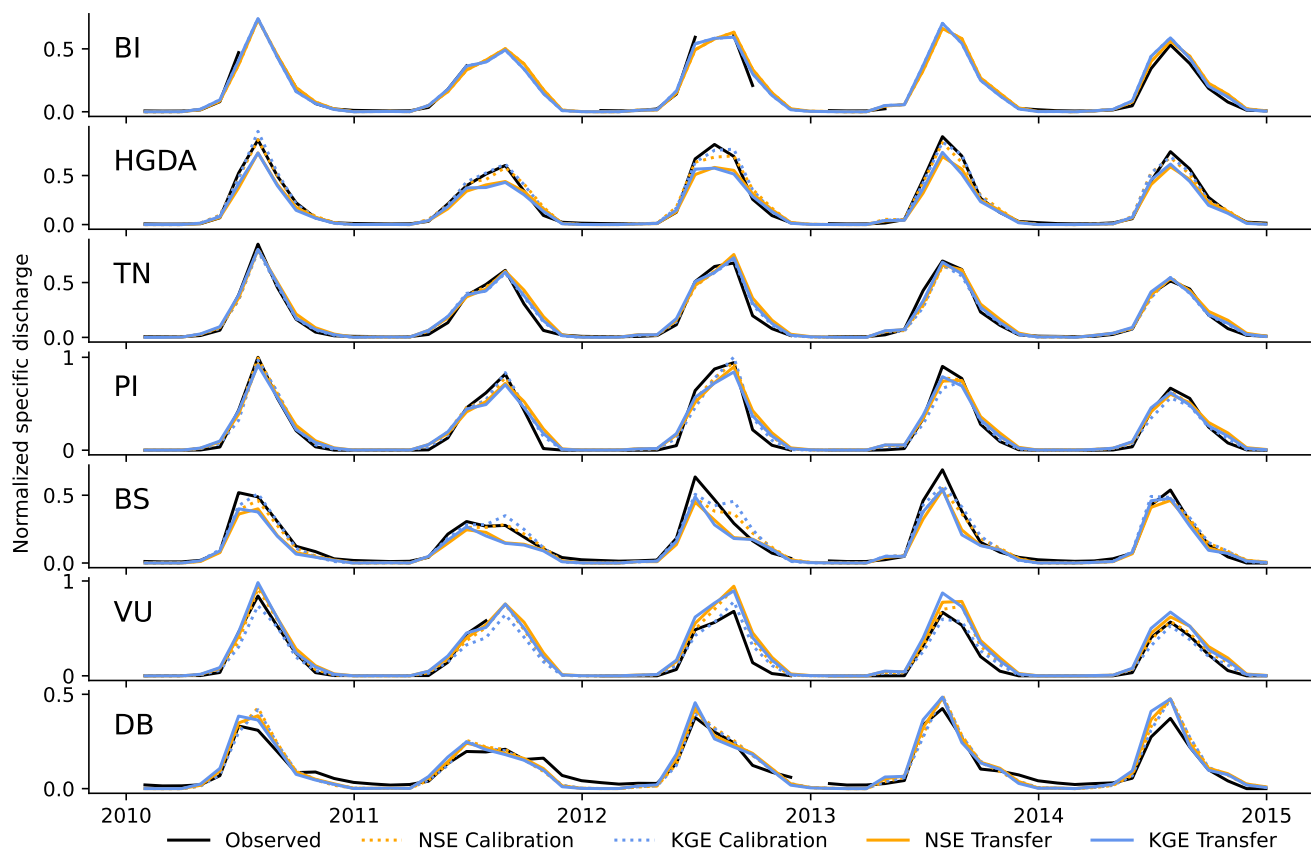 Normalized specific discharge
BI
0.5
0.0
HGDA
0.5
0.0
TN
0.5
0.0
PI
1
0
BS
0.5
0.0
VU
1
0
DB
0.5
0.0
2010 2011 2012 2013 2014 2015
Observed NSE Calibration KGE Calibration NSE Transfer KGE Transfer